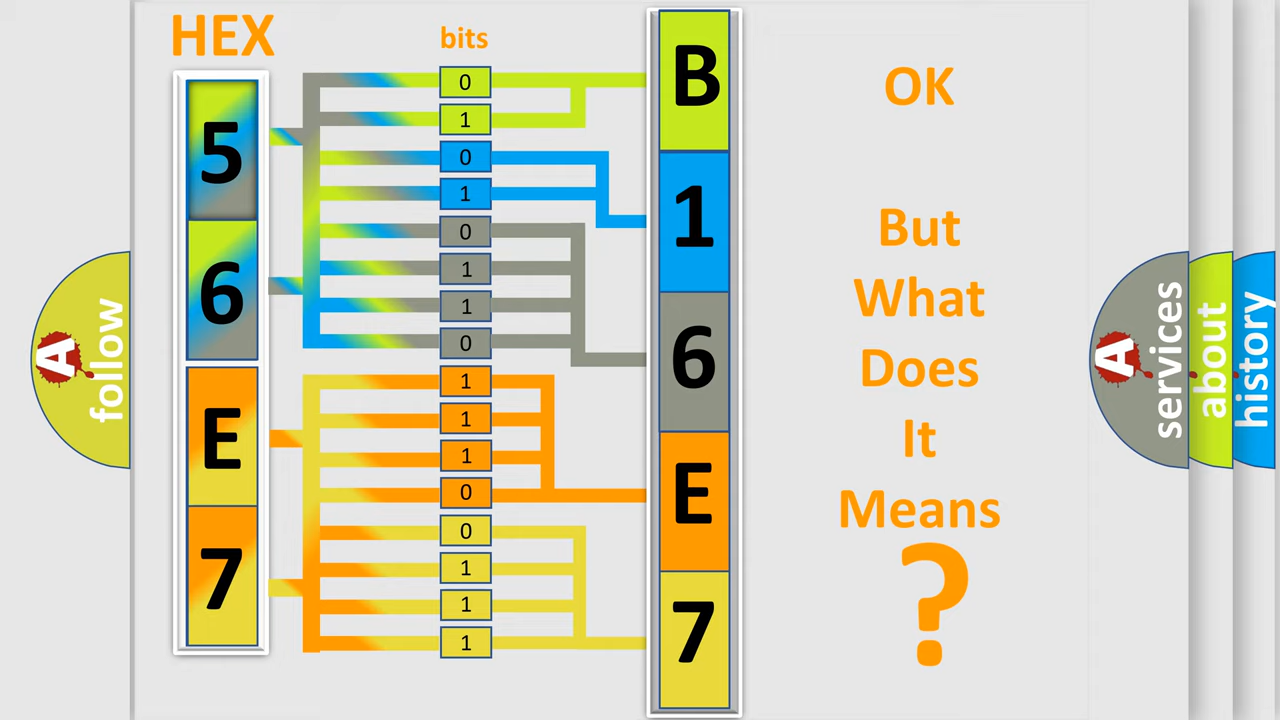 HEX
bits
5
6
E
7
0
1
0
1
0
1
1
0
1
1
1
0
0
1
1
1
B
1
6
E
7
OK
But
What
Does
It
Means
?
A
follow
A
services
about
history